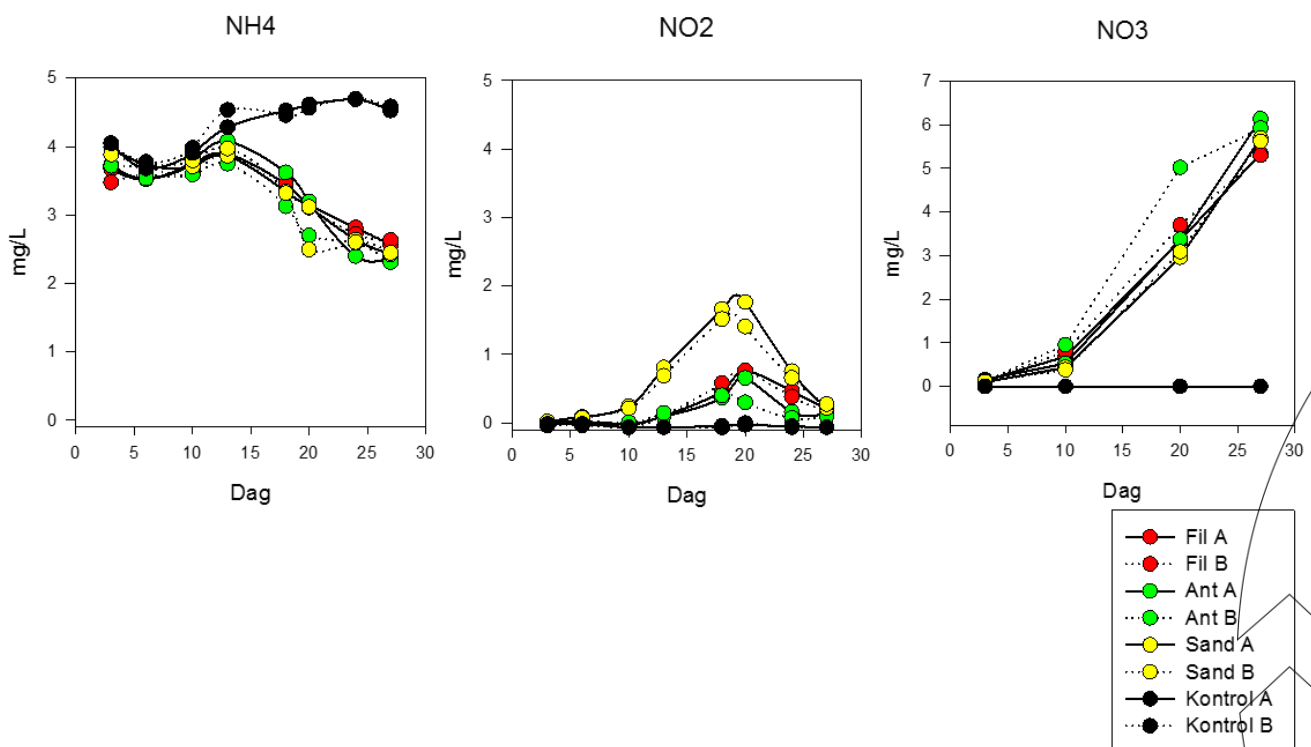 NH4
NO2
NO3
5
4
3
2
1
0
mg/L
0 5 10 15 20 25 30
Dag
5
4
3
2
1
0
mg/L
0 5 10 15 20 25 30
Dag
7
6
5
4
3
2
1
0
mg/L
0 5 10 15 20 25 30
Dag
Fil A
Fil B
Ant A
Ant B
Sand A
Sand B
Kontrol A
Kontrol B